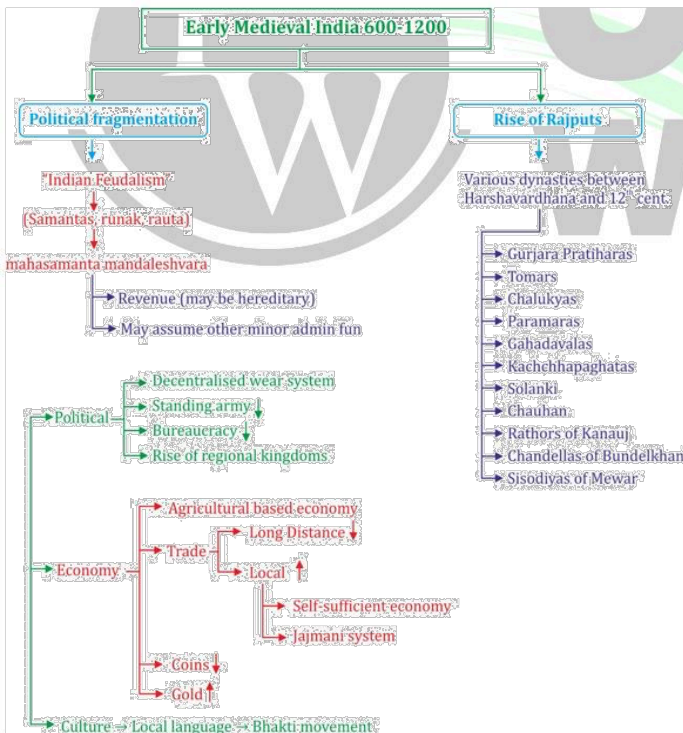 Early Medieval India 600-1200
Political fragmentation
"Indian Feudalism"
(Samantas, runak, rauta)
mahasamanta mandaleshvara
Revenue (may be hereditary)
May assume other minor admin fun
Rise of Rajputs
Various dynasties between
Harshavardhana and 12th cent.
Gurjara Pratiharas
Tomars
Chalukyas
Paramaras
Gahadavalas
Kachchhapaghatas
Solanki
Chauhan
Rathors of Kanauj
Chandellas of Bundelkhan
Sisodiyas of Mewar
Political
Decentralised wear system
Standing army ↓
Bureaucracy ↓
Rise of regional kingdoms
Economy
Agricultural based economy
Trade
Long Distance ↓
Local ↑
Self-sufficient economy
Jajmani system
Coins ↓
Gold ↑
Culture → Local language → Bhakti movement